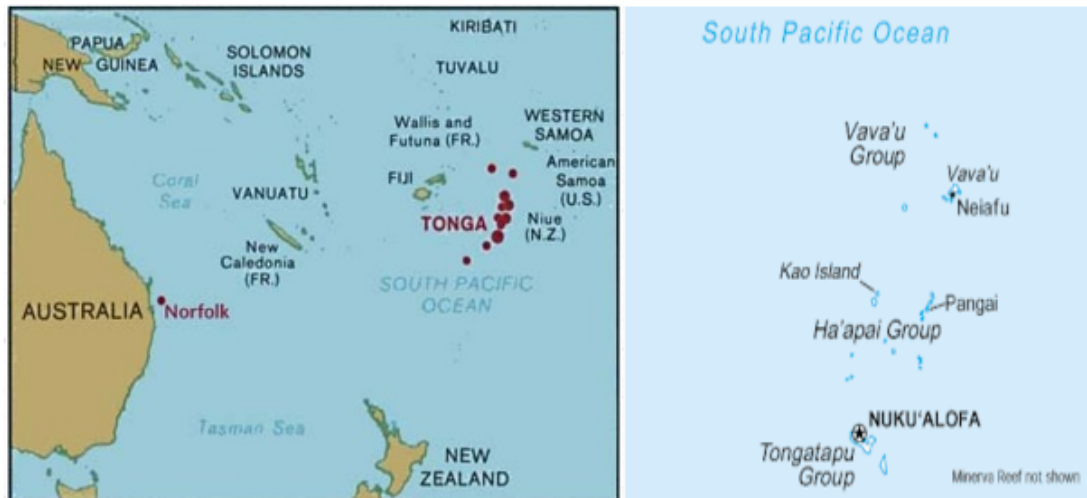 PAPUA
NEW GUINEA
SOLOMON
ISLANDS
KIRIBATI
TUVALU
Wallis and
Futuna (FR.)
WESTERN
SAMOA
American
Samoa
(U.S.)
Coral
Sea
VANUATU
FIJI
TONGA
Niue
(N.Z.)
New
Caledonia
(FR.)
SOUTH PACIFIC
OCEAN
AUSTRALIA
Norfolk
Tasman Sea
NEW
ZEALAND
South Pacific Ocean
Vava'u
Group
Vava'u
Neiafu
Kao Island
Pangai
Ha'apai Group
NUKU'ALOFA
Tongatapu
Group
Minerva Reef not shown